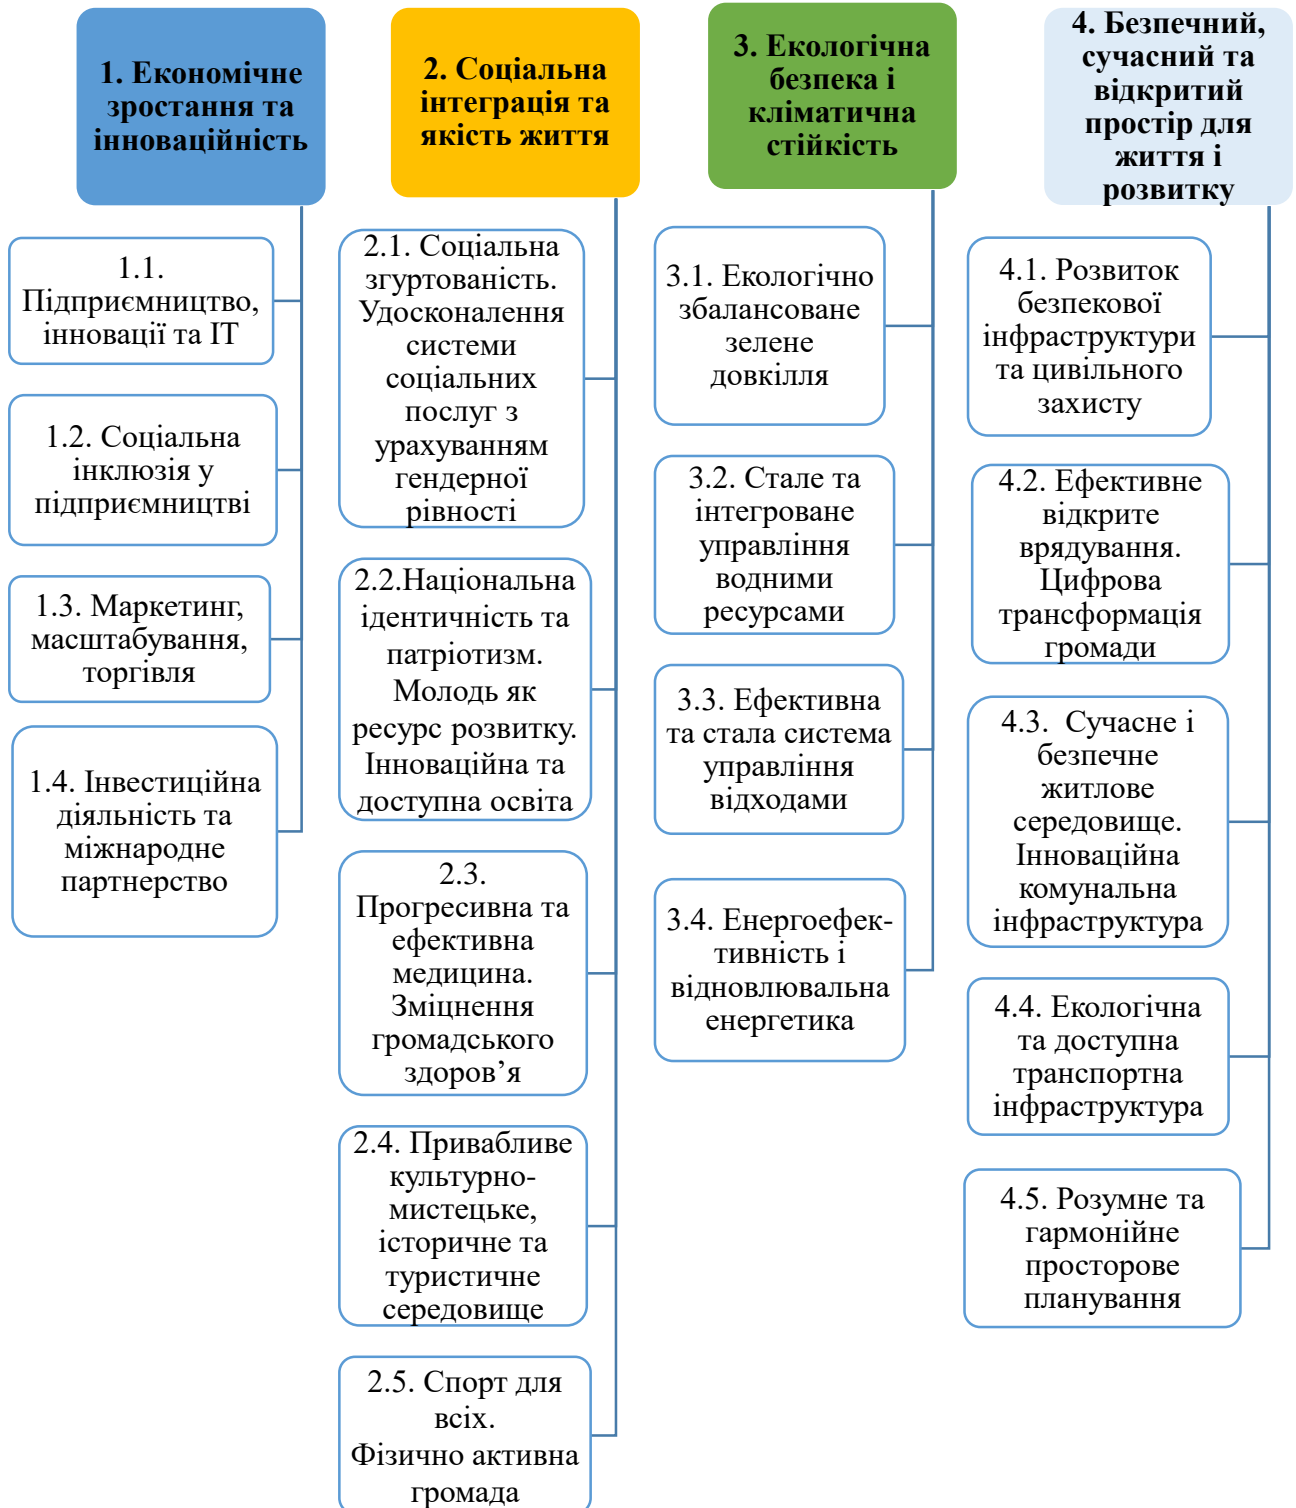 1. Економічне
зростання та
інноваційність
1.1.
Підприємництво,
інновації та ІТ
1.2. Соціальна
інклюзія у
підприємництві
1.3. Маркетинг,
масштабування,
торгівля
1.4. Інвестиційна
діяльність та
міжнародне
партнерство
2. Соціальна
інтеграція та
якість життя
2.1. Соціальна
згуртованість.
Удосконалення
системи
соціальних
послуг з
урахуванням
гендерної
рівності
2.2.Національна
ідентичність та
патріотизм.
Молодь як
ресурс розвитку.
Інноваційна та
доступна освіта
2.3.
Прогресивна та
ефективна
медицина.
Зміцнення
громадського
здоров’я
2.4. Привабливе
культурно-
мистецьке,
історичне та
туристичне
середовище
2.5. Спорт для
всіх.
Фізично активна
громада
3. Екологічна
безпека і
кліматична
стійкість
3.1. Екологічно
збалансоване
зелене
довкілля
3.2. Стале та
інтегроване
управління
водними
ресурсами
3.3. Ефективна
та стала система
управління
відходами
3.4. Енергоефек-
тивність і
відновлювальна
енергетика
4. Безпечний,
сучасний та
відкритий
простір для
життя і
розвитку
4.1. Розвиток
безпекової
інфраструктури
та цивільного
захисту
4.2. Ефективне
відкрите
врядування.
Цифрова
трансформація
громади
4.3. Сучасне і
безпечне
житлове
середовище.
Інноваційна
комунальна
інфраструктура
4.4. Екологічна
та доступна
транспортна
інфраструктура
4.5. Розумне та
гармонійне
просторове
планування